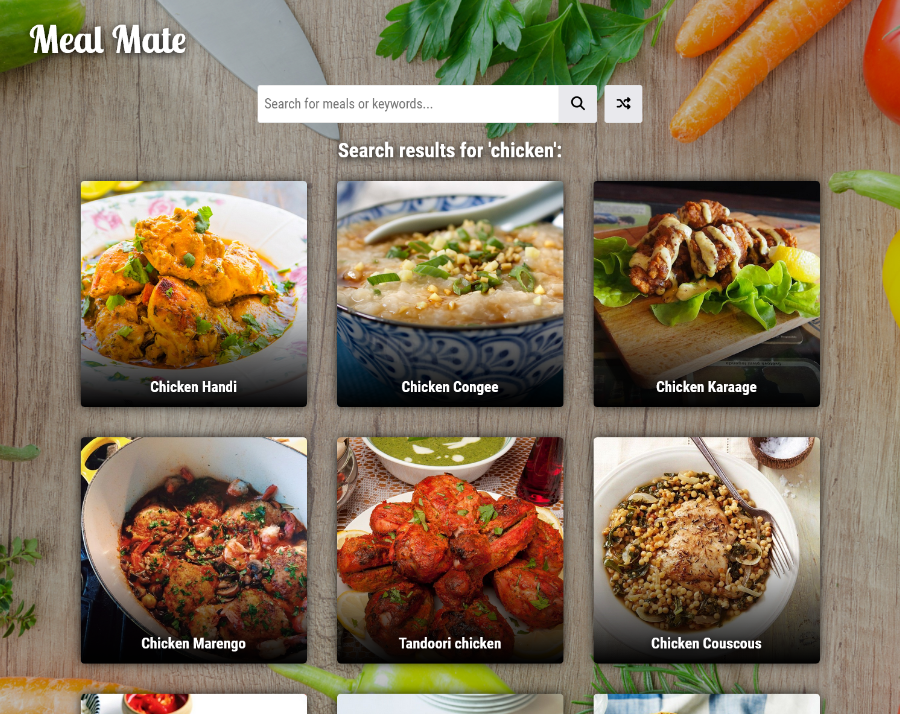 Meal Mate
Search for meals or keywords...
Search results for 'chicken':
Chicken Handi
Chicken Congee
Chicken Karaage
Chicken Marengo
Tandoori chicken
Chicken Couscous